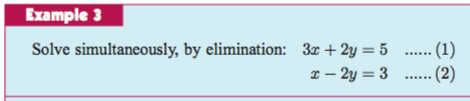 Example 3
Solve simultaneously, by elimination: 3x + 2y = 5 ...... (1)
x − 2y = 3 ...... (2)